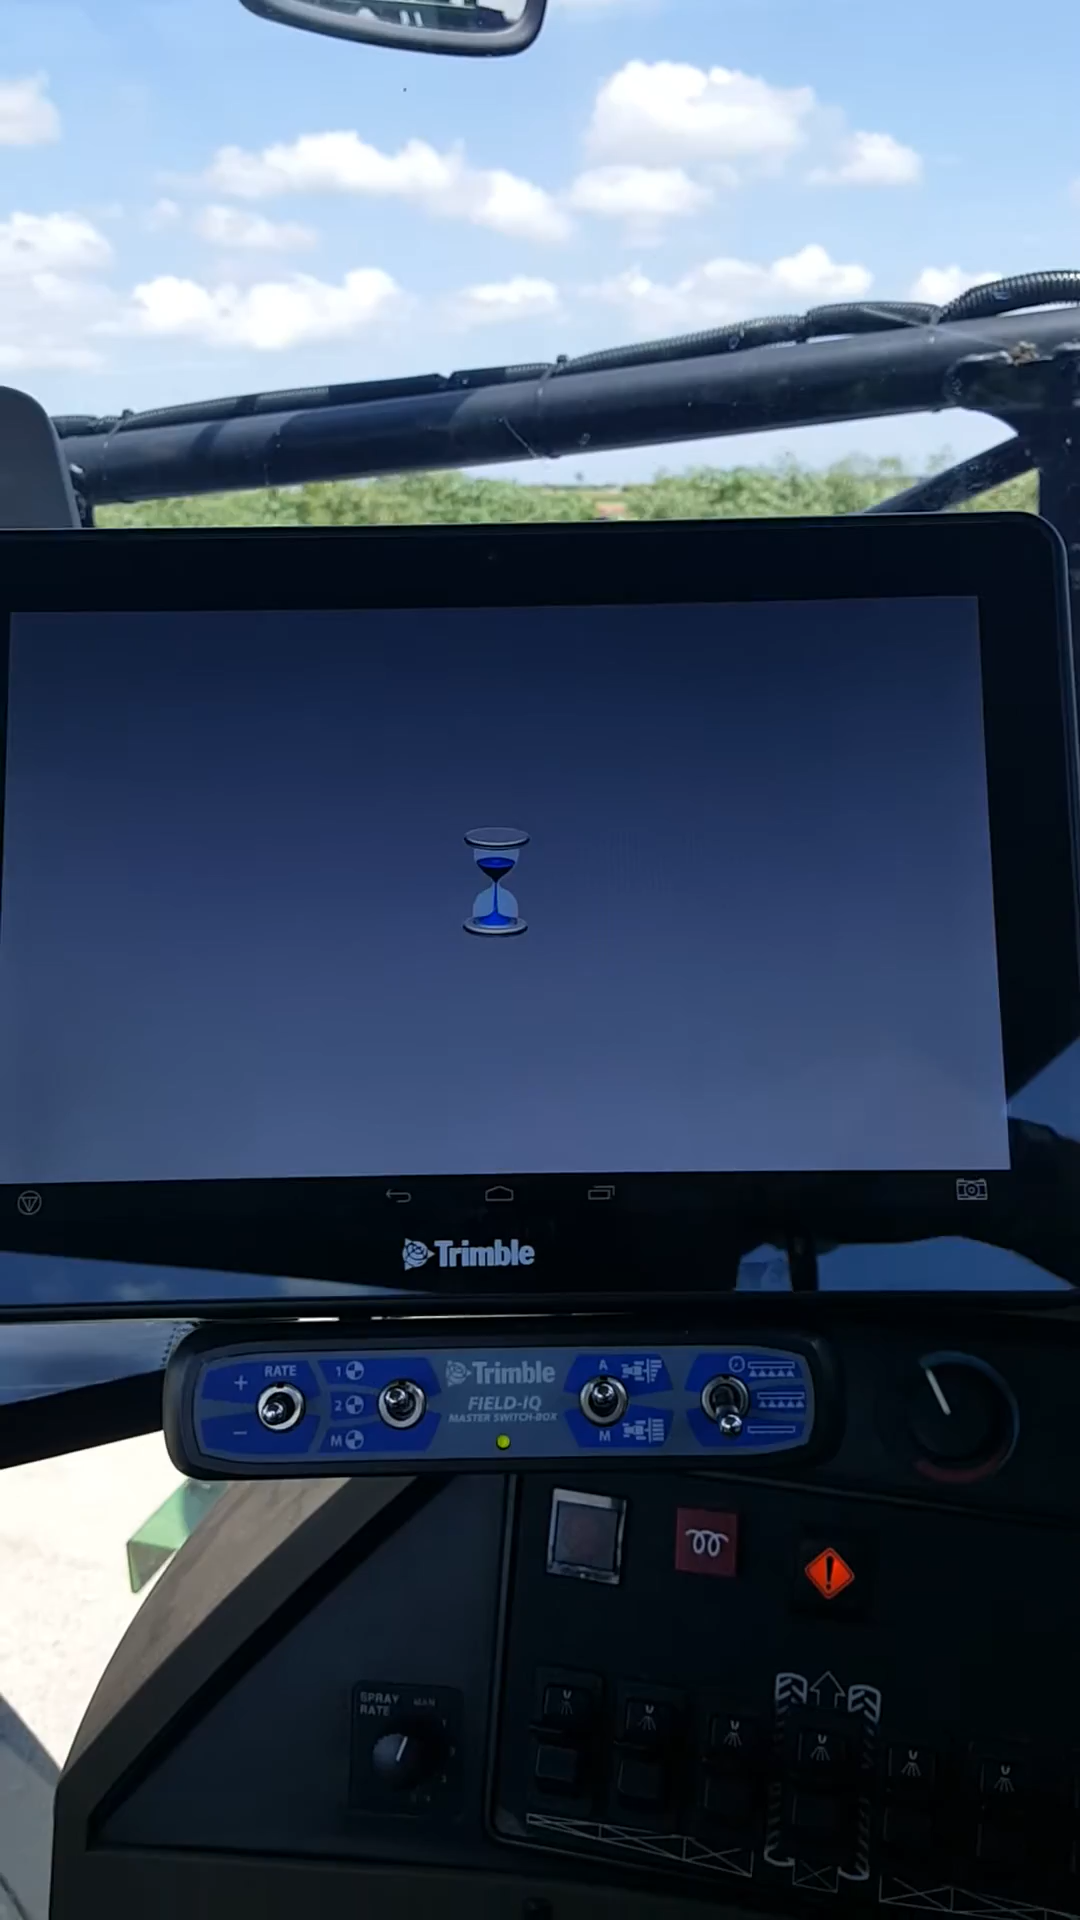 Trimble
RATE
+
−
1
2
M
Trimble
FIELD-IQ
MASTER SWITCH-BOX
A
M
SPRAY
RATE
MAN